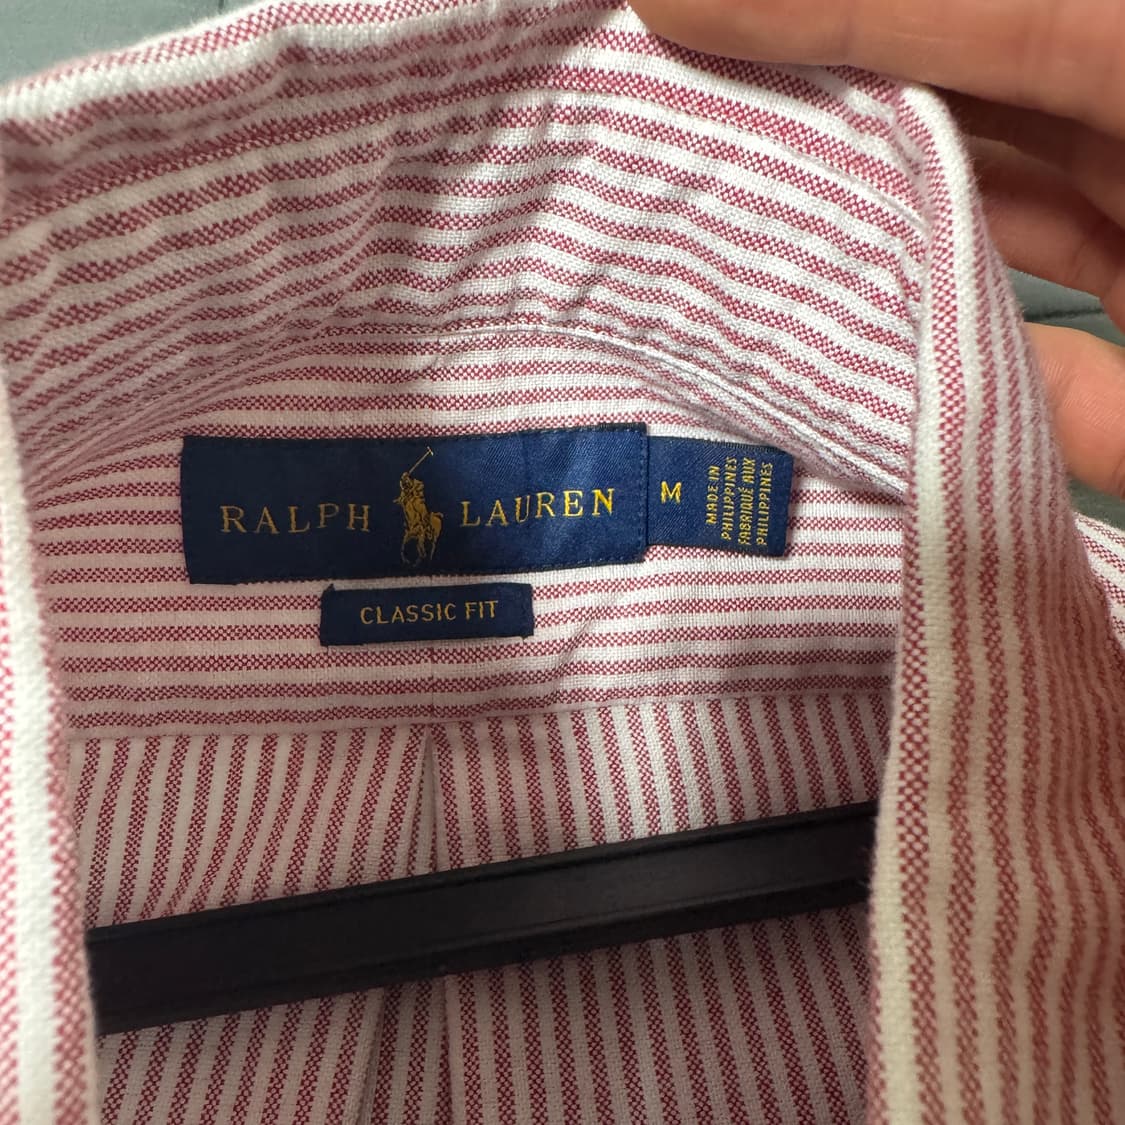 RALPH LAUREN
M
MADE IN
PHILIPPINES
FABRIQUÉ AUX
PHILIPPINES
CLASSIC FIT